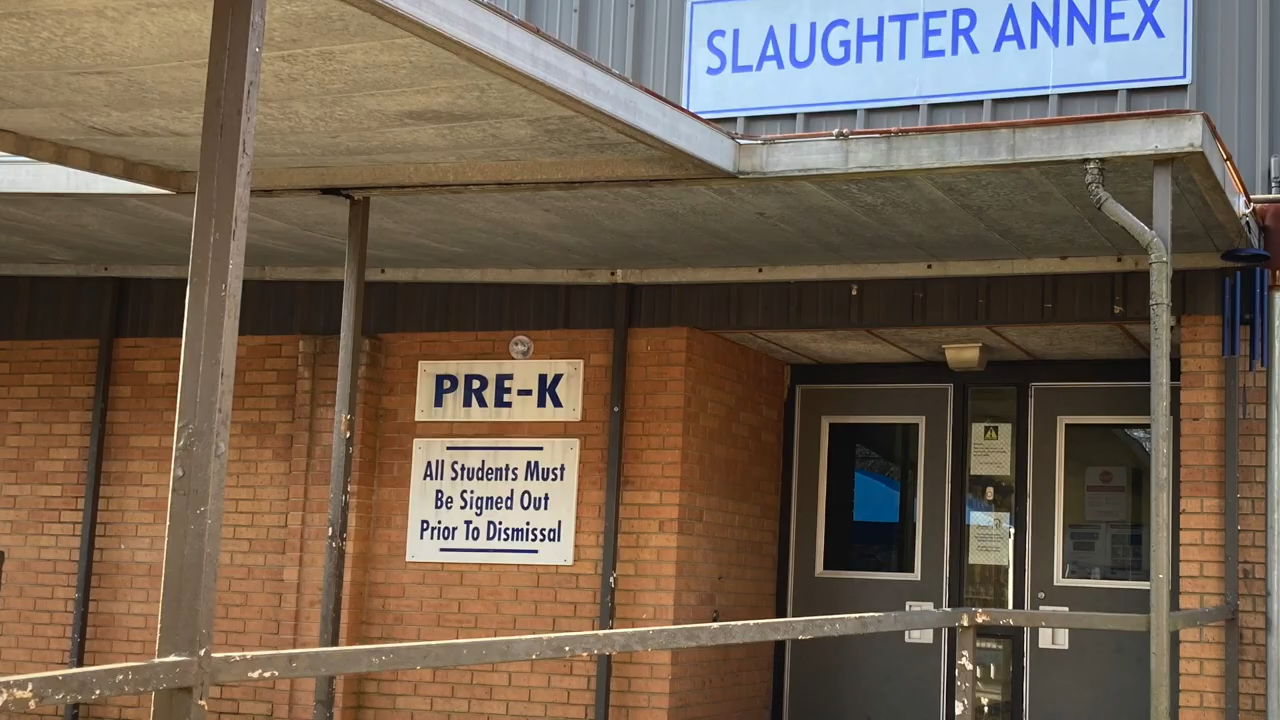 SLAUGHTER ANNEX
PRE-K
All Students Must
Be Signed Out
Prior To Dismissal